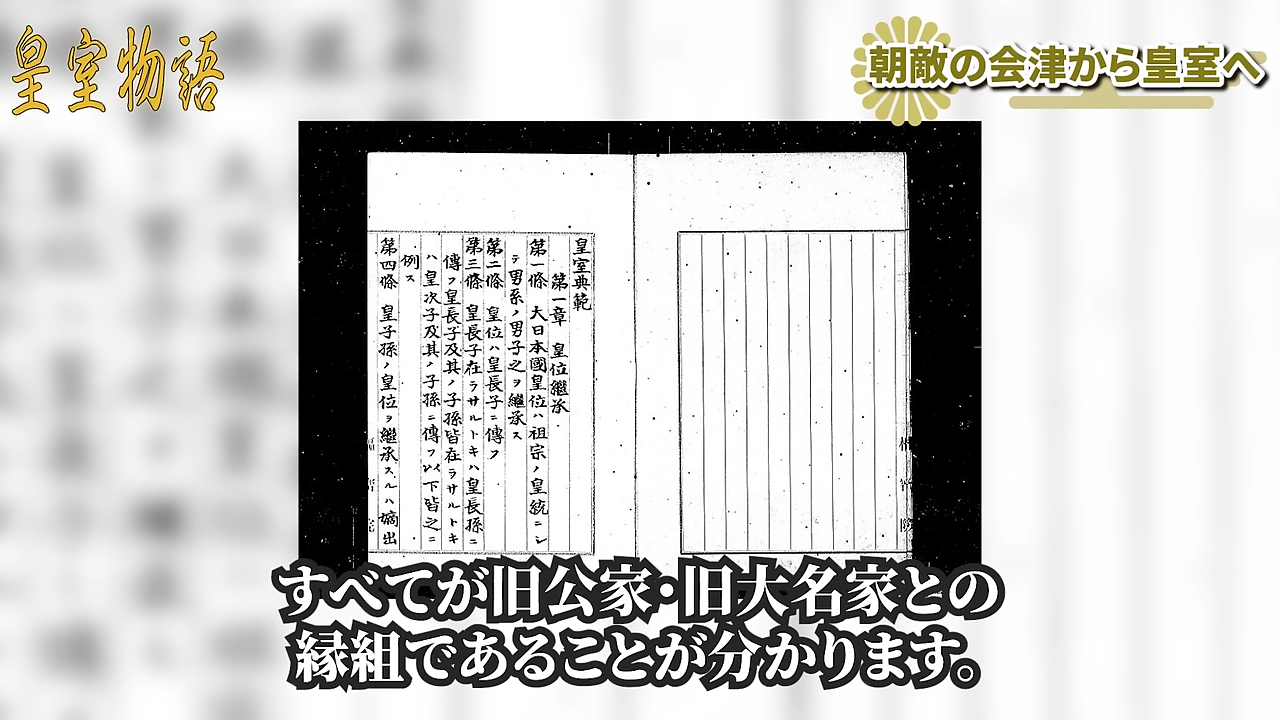 皇室物語
朝敵の会津から皇室へ
皇室典範
第一章　皇位繼承
第一條　大日本國皇位ハ祖宗ノ皇統ニシ
テ男系ノ男子之ヲ繼承ス
第二條　皇位ハ皇長子ニ傳フ
第三條　皇長子在ラサルトキハ皇長孫ニ
傳フ皇長子及其ノ子孫皆在ラサルトキ
ハ皇次子及其ノ子孫ニ傳フ以下皆之ニ
例ス
第四條　皇子孫ノ皇位ヲ繼承スルハ嫡出
すべてが旧公家・旧大名家との
縁組であることが分かります。